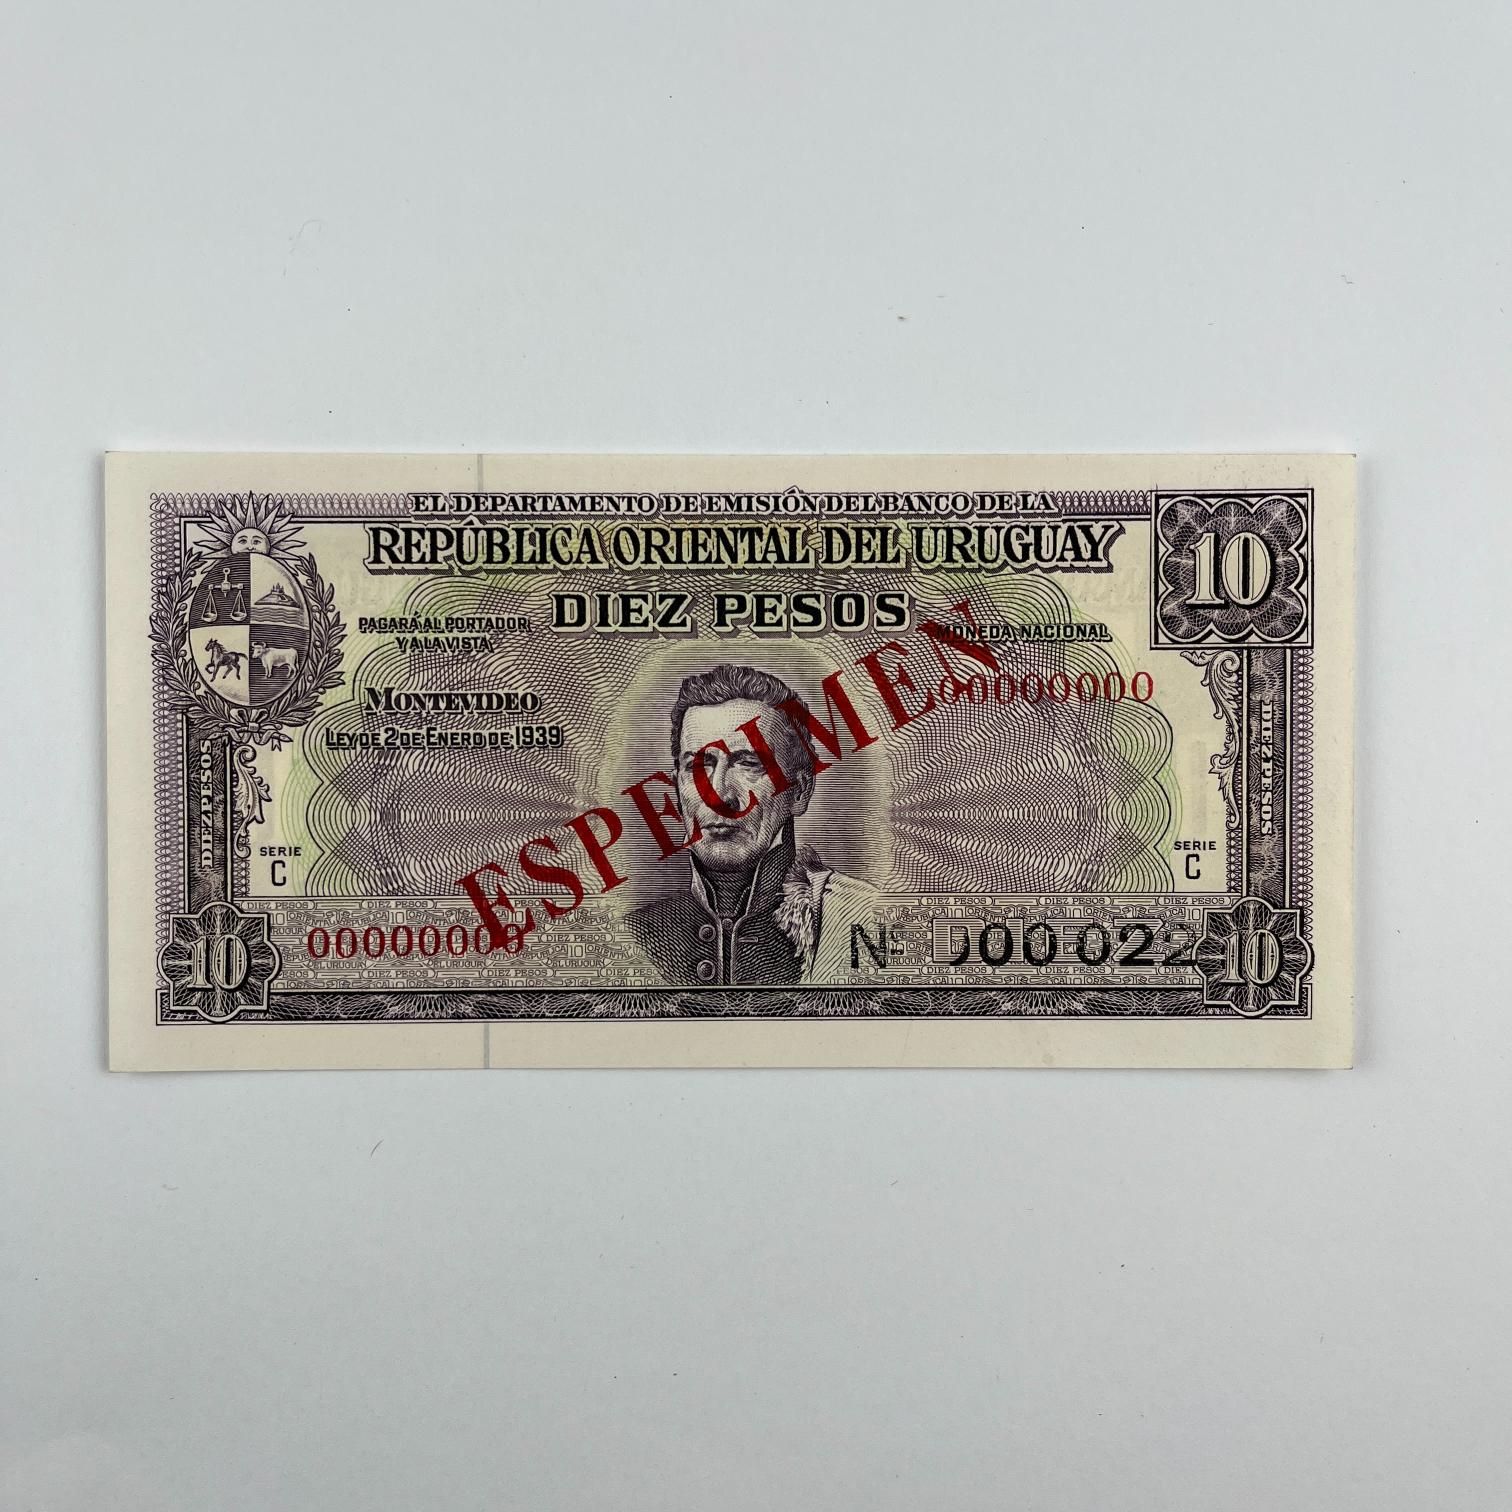 EL DEPARTAMENTO DE EMISIÓN DEL BANCO DE LA
REPÚBLICA ORIENTAL DEL URUGUAY
10
DIEZ PESOS
PAGARÁ AL PORTADOR
Y A LA VISTA
MONEDA NACIONAL
00000000
MONTEVIDEO
LEY DE 2 DE ENERO DE 1939
ESPECIMEN
DIEZ PESOS
DIEZ PESOS
SERIE
C
SERIE
C
00000000
Nº 000 022
10
10